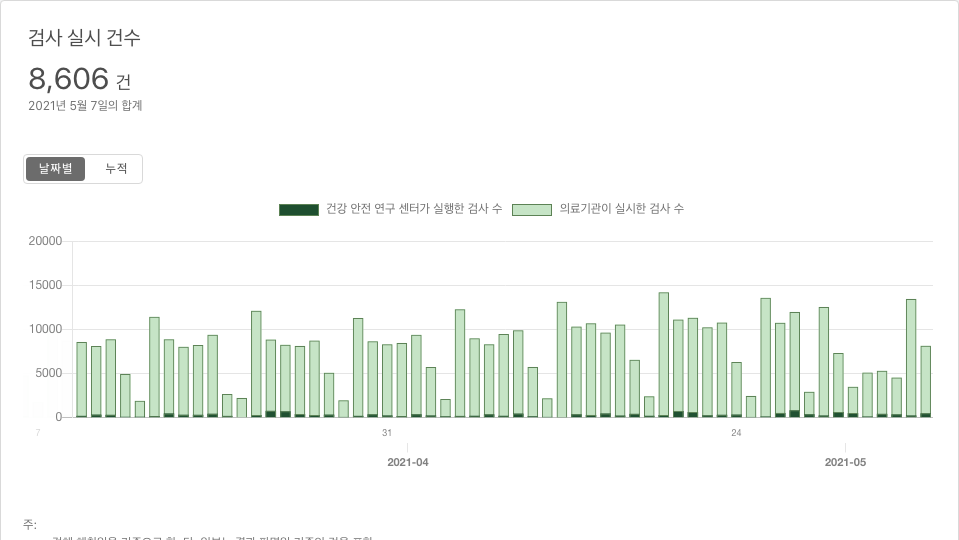 검사 실시 건수
8,606 건
2021년 5월 7일의 합계
날짜별 누적
건강 안전 연구 센터가 실행한 검사 수 의료기관이 실시한 검사 수
20000
15000
10000
5000
0
7 31 24
2021-04 2021-05
주: